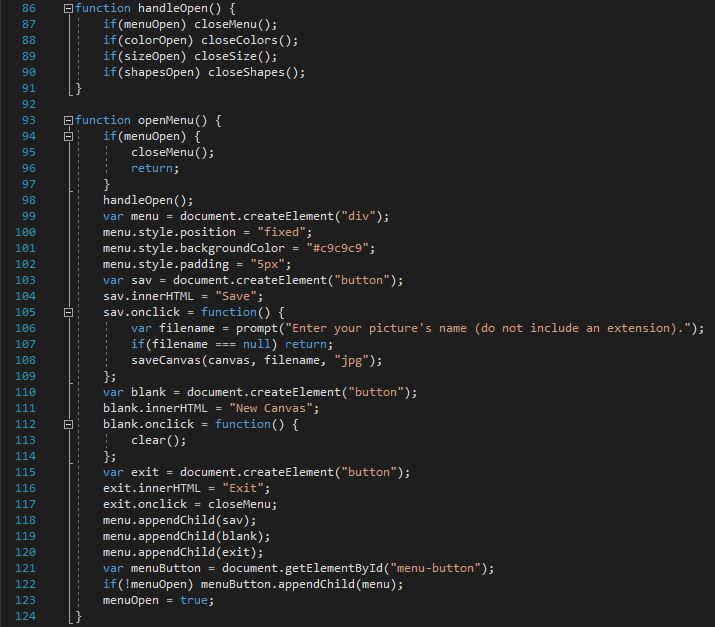 86 function handleOpen() {
87     if(menuOpen) closeMenu();
88     if(colorOpen) closeColors();
89     if(sizeOpen) closeSize();
90     if(shapesOpen) closeShapes();
91 }
92
93 function openMenu() {
94     if(menuOpen) {
95         closeMenu();
96         return;
97     }
98     handleOpen();
99     var menu = document.createElement("div");
100     menu.style.position = "fixed";
101     menu.style.backgroundColor = "#c9c9c9";
102     menu.style.padding = "5px";
103     var sav = document.createElement("button");
104     sav.innerHTML = "Save";
105     sav.onclick = function() {
106         var filename = prompt("Enter your picture's name (do not include an extension).");
107         if(filename === null) return;
108         saveCanvas(canvas, filename, "jpg");
109     };
110     var blank = document.createElement("button");
111     blank.innerHTML = "New Canvas";
112     blank.onclick = function() {
113         clear();
114     };
115     var exit = document.createElement("button");
116     exit.innerHTML = "Exit";
117     exit.onclick = closeMenu;
118     menu.appendChild(sav);
119     menu.appendChild(blank);
120     menu.appendChild(exit);
121     var menuButton = document.getElementById("menu-button");
122     if(!menuOpen) menuButton.appendChild(menu);
123     menuOpen = true;
124 }